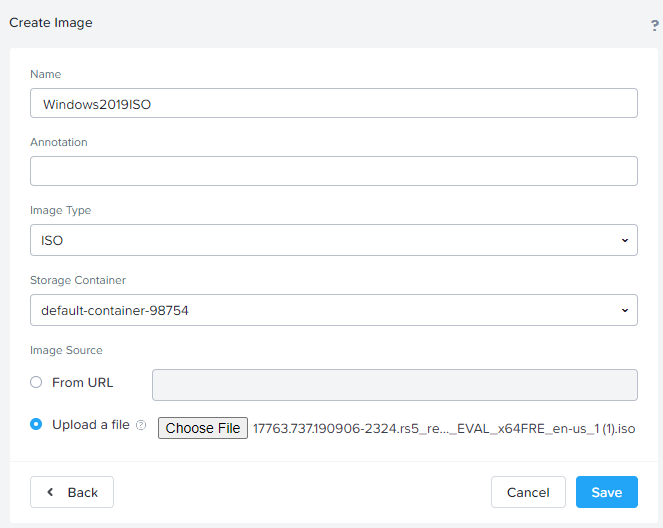 Create Image
?
Name
Windows2019ISO
Annotation
Image Type
ISO
Storage Container
default-container-98754
Image Source
From URL
Upload a file ? Choose File 17763.737.190906-2324.rs5_re..._EVAL_x64FRE_en-us_1 (1).iso
Back Cancel Save